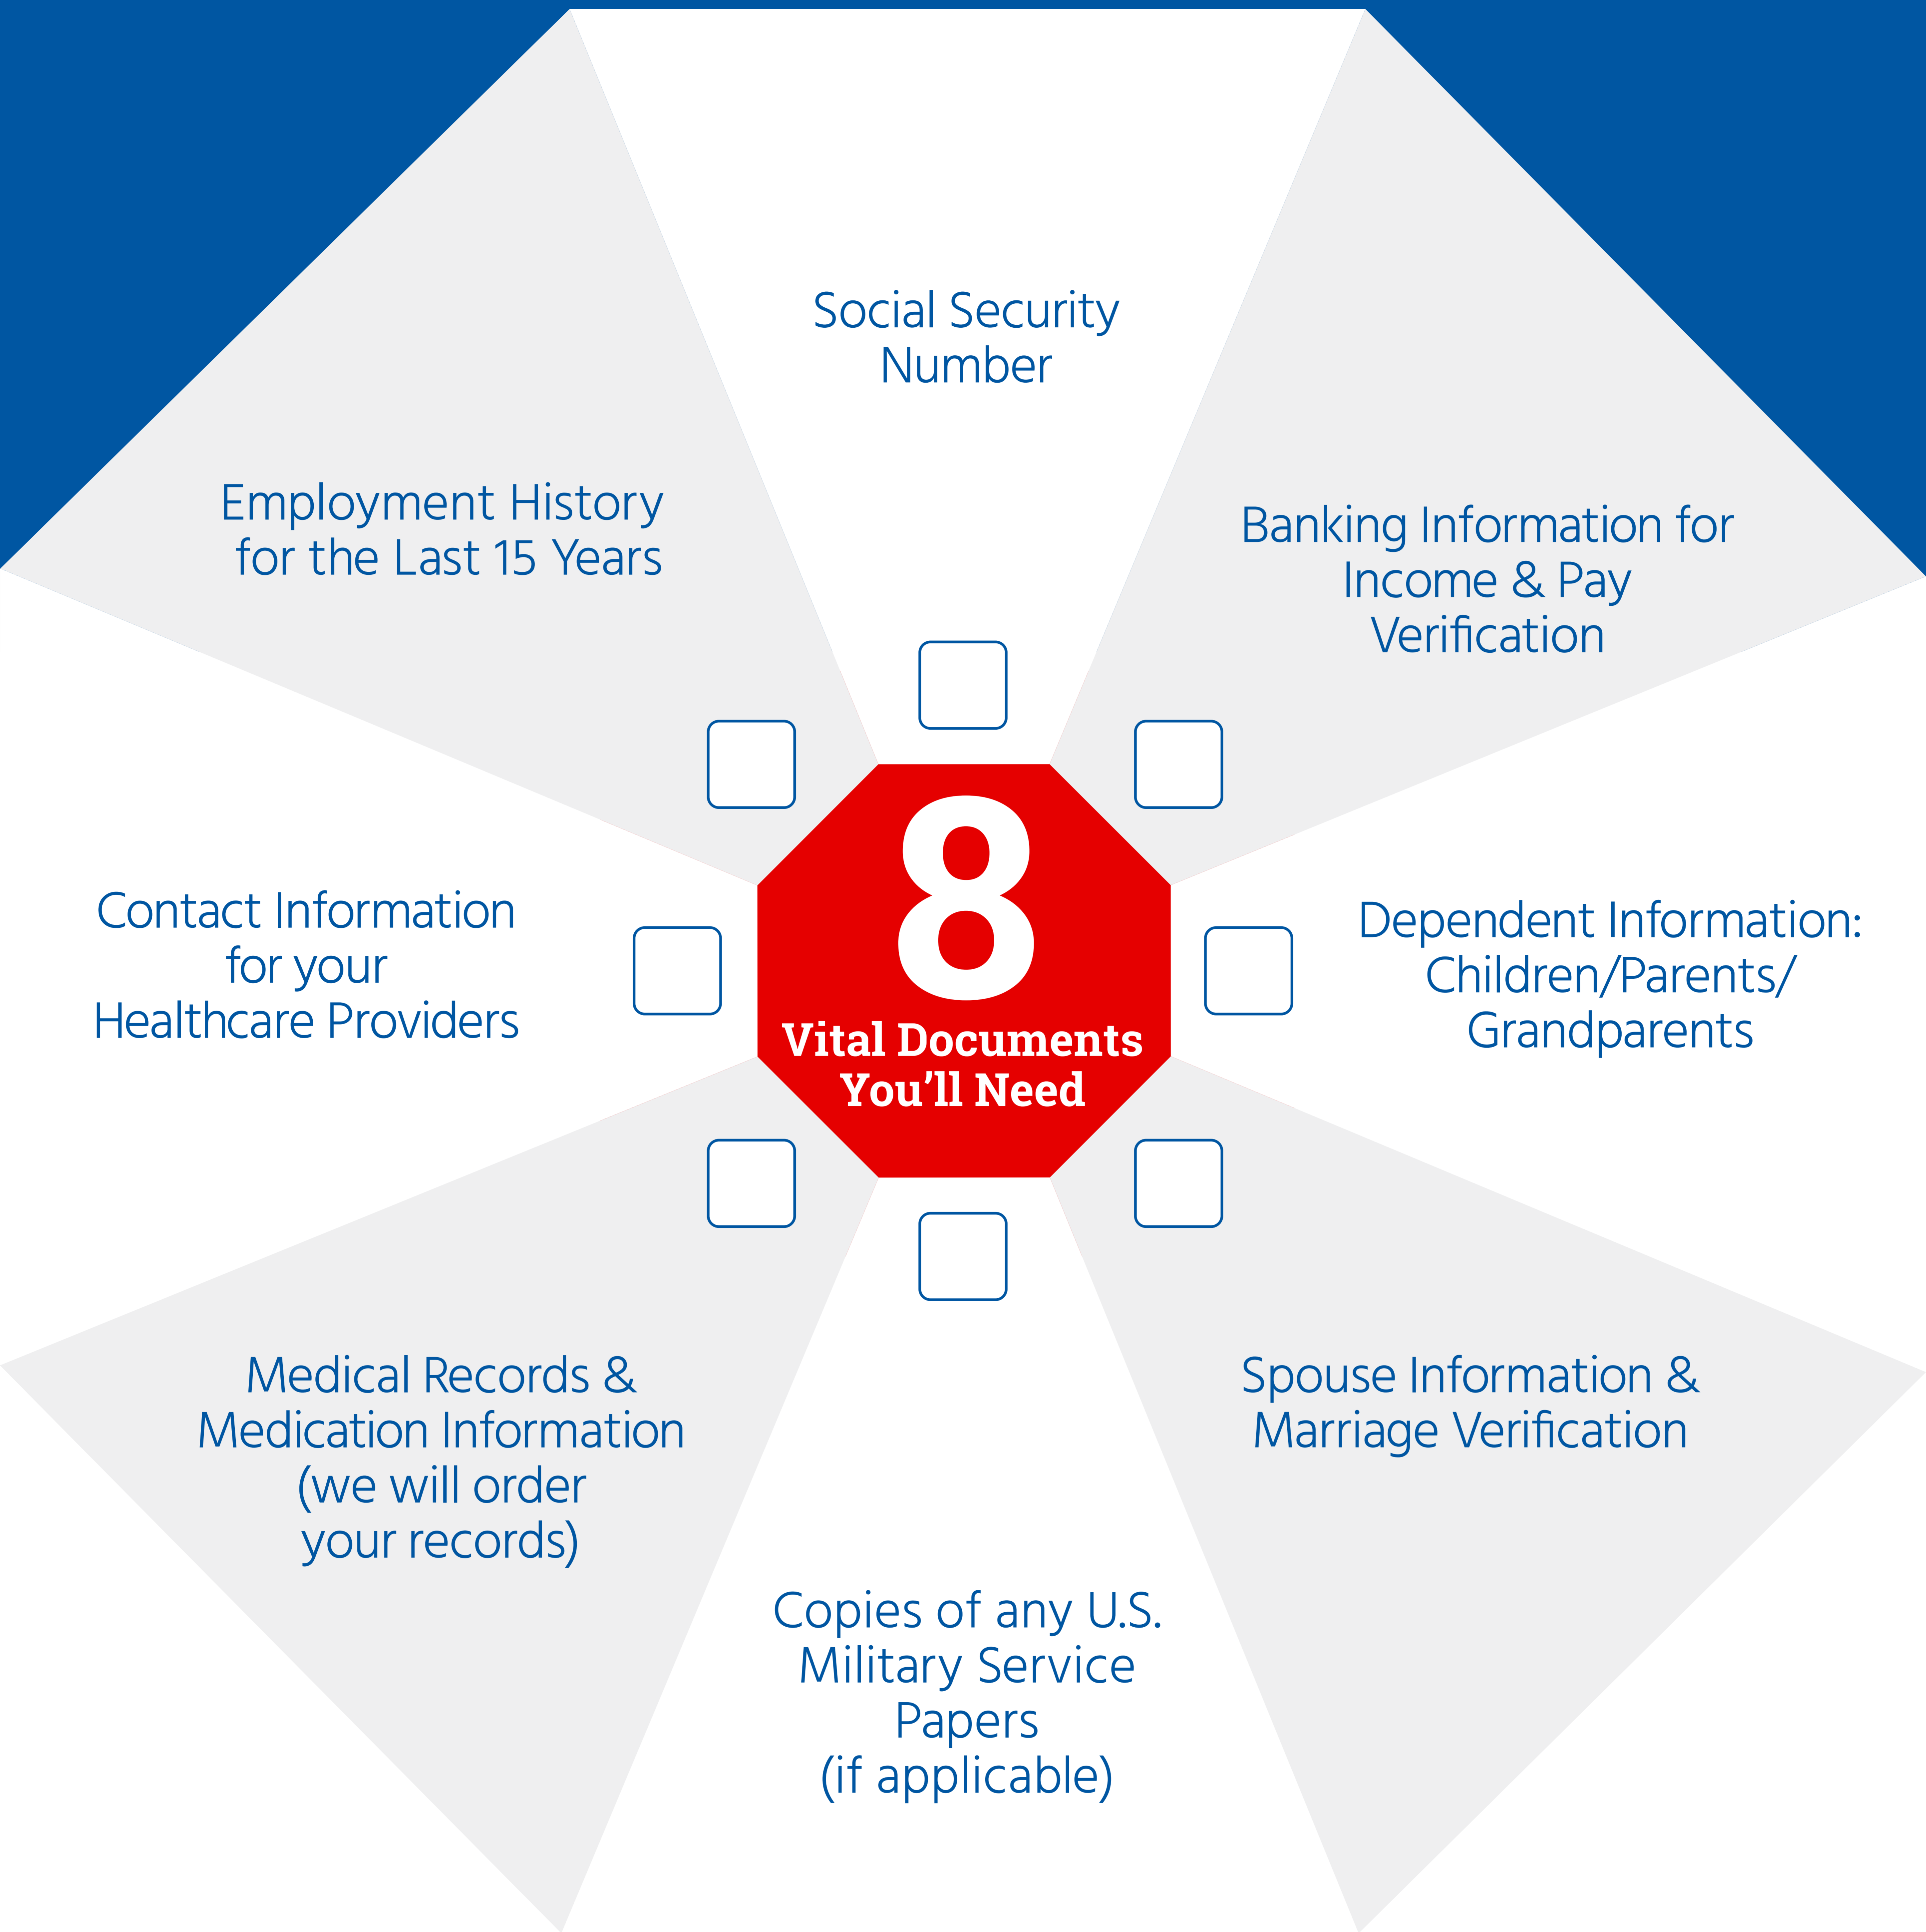 Social Security
Number
Employment History
for the Last 15 Years
Banking Information for
Income & Pay
Verification
Contact Information
for your
Healthcare Providers
8
Vital Documents
You'll Need
Dependent Information:
Children/Parents/
Grandparents
Medical Records &
Medication Information
(we will order
your records)
Spouse Information &
Marriage Verification
Copies of any U.S.
Military Service
Papers
(if applicable)